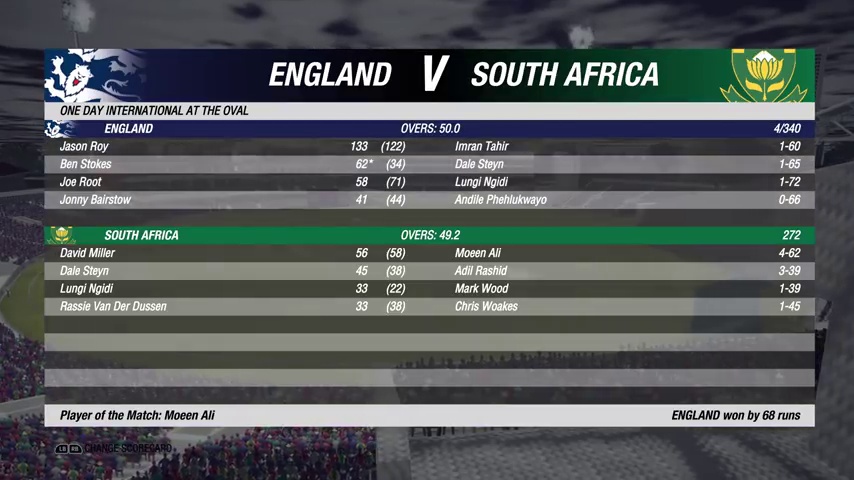 ENGLAND V SOUTH AFRICA
ONE DAY INTERNATIONAL AT THE OVAL
ENGLAND OVERS: 50.0 4/340
Jason Roy 133 (122) Imran Tahir 1-60
Ben Stokes 62* (34) Dale Steyn 1-65
Joe Root 58 (71) Lungi Ngidi 1-72
Jonny Bairstow 41 (44) Andile Phehlukwayo 0-66
SOUTH AFRICA OVERS: 49.2 272
David Miller 56 (58) Moeen Ali 4-62
Dale Steyn 45 (38) Adil Rashid 3-39
Lungi Ngidi 33 (22) Mark Wood 1-39
Rassie Van Der Dussen 33 (38) Chris Woakes 1-45
Player of the Match: Moeen Ali ENGLAND won by 68 runs
CHANGE SCORECARD